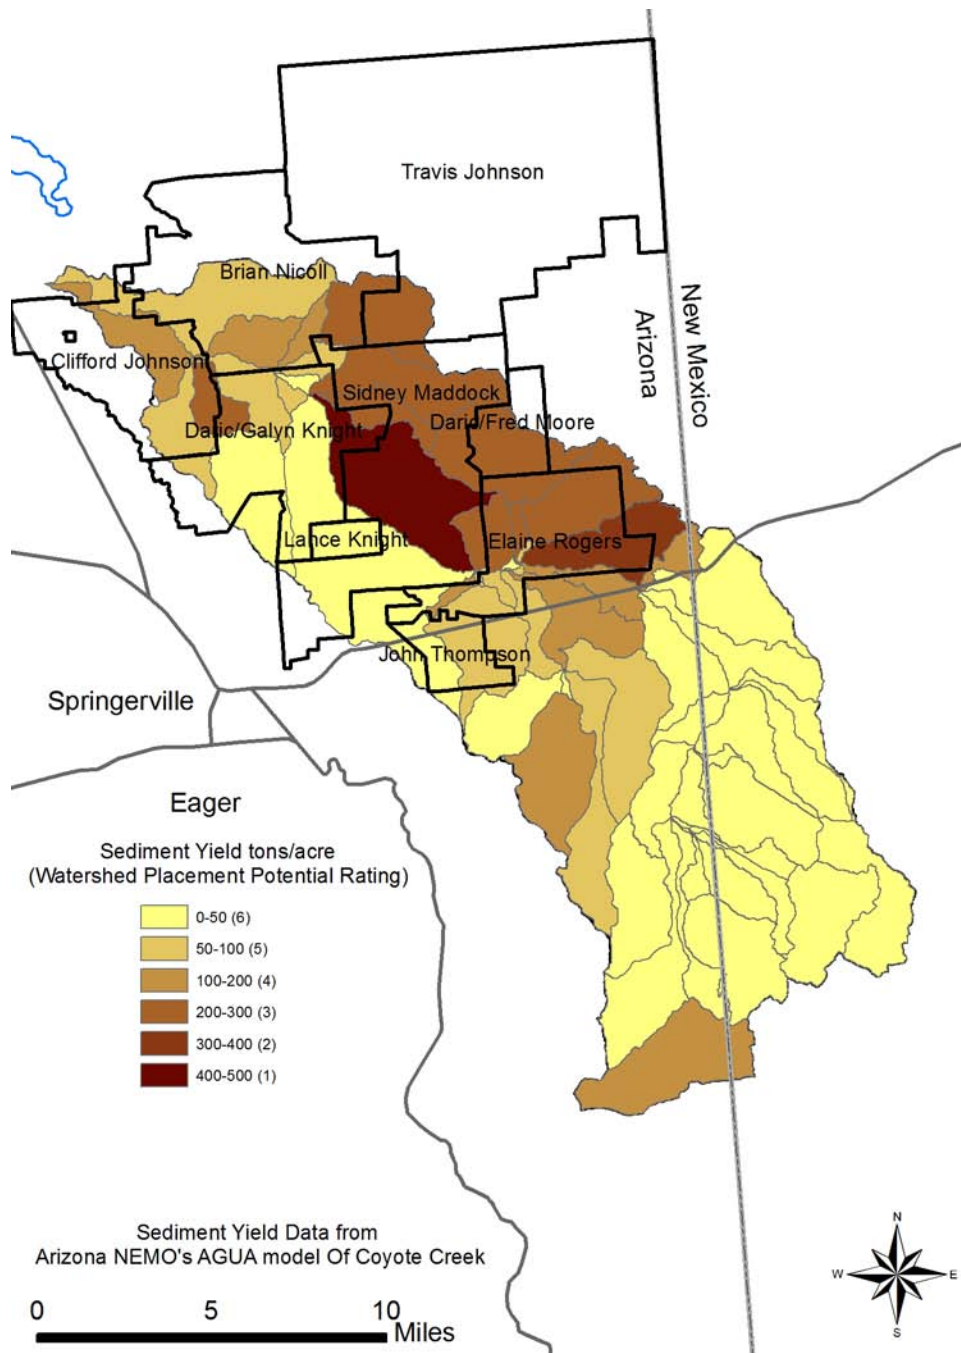 Travis Johnson
Brian Nicoll
New Mexico
Arizona
Clifford Johnson
Sidney Maddock
Daric/Fred Moore
Daric/Galyn Knight
Lance Knight
Elaine Rogers
John Thompson
Springerville
Eager
Sediment Yield tons/acre
(Watershed Placement Potential Rating)
0-50 (6)
50-100 (5)
100-200 (4)
200-300 (3)
300-400 (2)
400-500 (1)
Sediment Yield Data from
Arizona NEMO's AGUA model Of Coyote Creek
0 5 10
Miles
N
W E
S